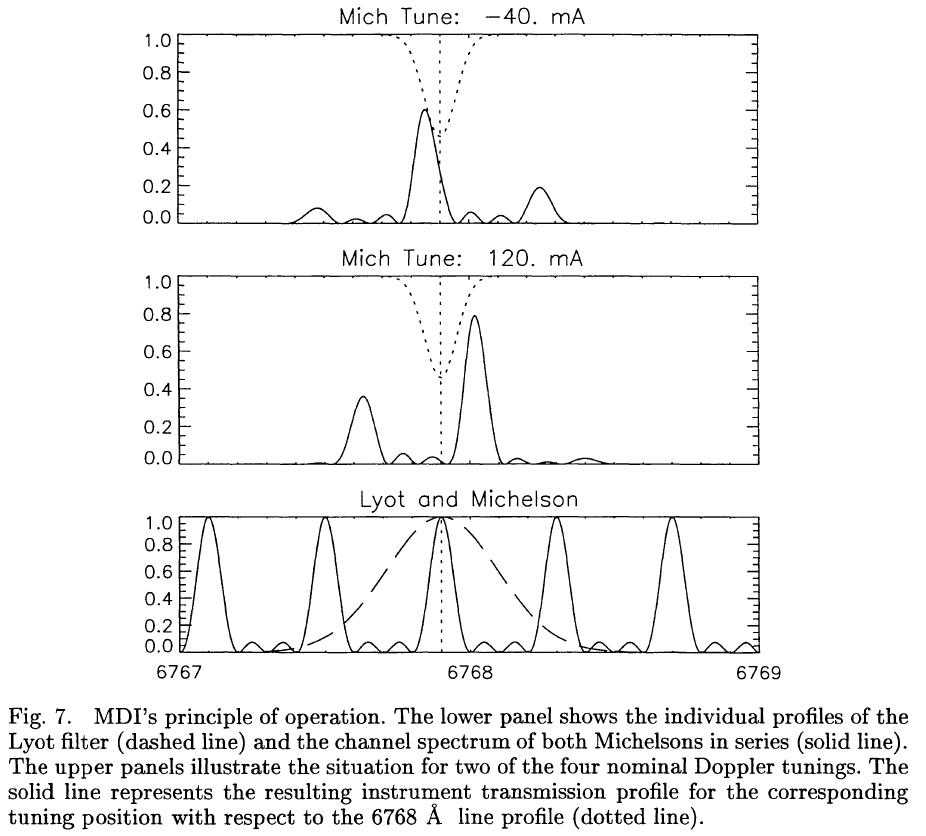 Mich Tune: −40. mA
1.0
0.8
0.6
0.4
0.2
0.0
Mich Tune: 120. mA
1.0
0.8
0.6
0.4
0.2
0.0
Lyot and Michelson
1.0
0.8
0.6
0.4
0.2
0.0
6767 6768 6769
Fig. 7. MDI's principle of operation. The lower panel shows the individual profiles of the
Lyot filter (dashed line) and the channel spectrum of both Michelsons in series (solid line).
The upper panels illustrate the situation for two of the four nominal Doppler tunings. The
solid line represents the resulting instrument transmission profile for the corresponding
tuning position with respect to the 6768 Å line profile (dotted line).